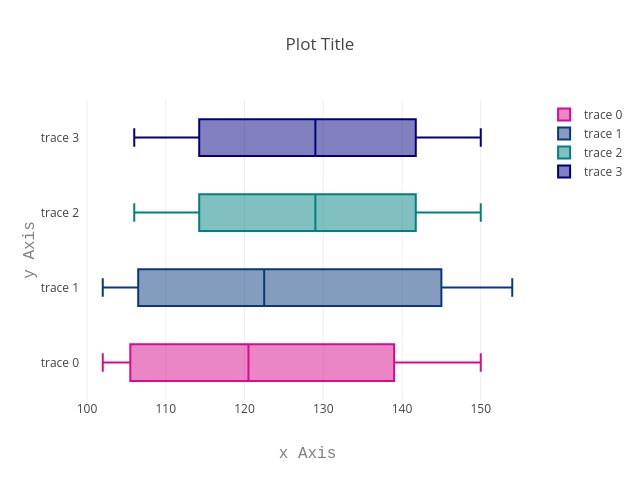 Plot Title
trace 3
trace 2
trace 1
trace 0
y Axis
100 110 120 130 140 150
x Axis
trace 0
trace 1
trace 2
trace 3